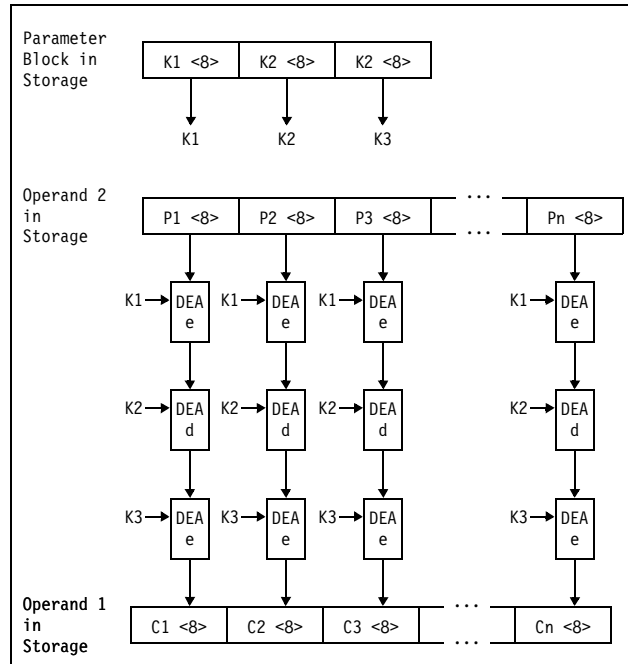 Parameter
Block in
Storage
K1 <8> K2 <8> K2 <8>
K1 K2 K3
Operand 2
in
Storage
P1 <8> P2 <8> P3 <8> ... ... Pn <8>
K1 DEA e K1 DEA e K1 DEA e K1 DEA e
K2 DEA d K2 DEA d K2 DEA d K2 DEA d
K3 DEA e K3 DEA e K3 DEA e K3 DEA e
Operand 1
in
Storage
C1 <8> C2 <8> C3 <8> ... ... Cn <8>